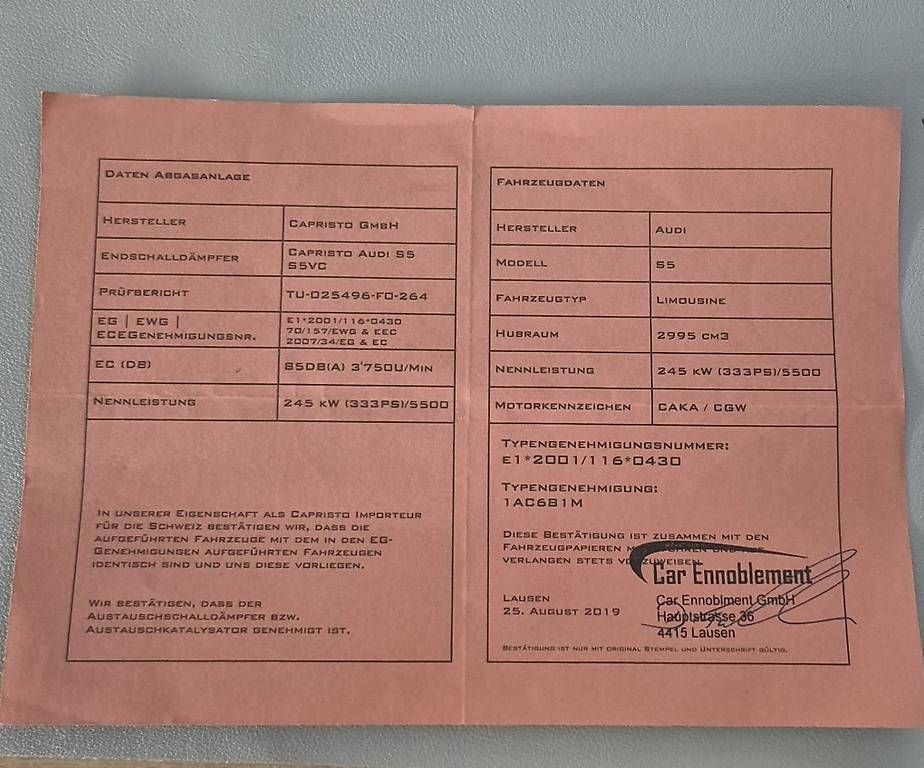 DATEN ABGASANLAGE
HERSTELLER CAPRISTO GMBH
ENDSCHALLDÄMPFER CAPRISTO AUDI S5
S5VC
PRÜFBERICHT TU-025496-F0-264
EG | EWG | E1*2001/116*0430
ECEGENEHMIGUNGSNR. 70/157/EWG & EEC
2007/34/EG & EC
EC (DB) 85DB(A) 3'750U/MIN
NENNLEISTUNG 245 KW (333PS)/5500
IN UNSERER EIGENSCHAFT ALS CAPRISTO IMPORTEUR
FÜR DIE SCHWEIZ BESTÄTIGEN WIR, DASS DIE
AUFGEFÜHRTEN FAHRZEUGE MIT DEM IN DEN EG-
GENEHMIGUNGEN AUFGEFÜHRTEN FAHRZEUGEN
IDENTISCH SIND UND UNS DIESE VORLIEGEN.
WIR BESTÄTIGEN, DASS DER
AUSTAUSCHSCHALLDÄMPFER BZW.
AUSTAUSCHKATALYSATOR GENEHMIGT IST.
FAHRZEUGDATEN
HERSTELLER AUDI
MODELL S5
FAHRZEUGTYP LIMOUSINE
HUBRAUM 2995 CM3
NENNLEISTUNG 245 KW (333PS)/5500
MOTORKENNZEICHEN CAKA / CGW
TYPENGENEHMIGUNGSNUMMER:
E1*2001/116*0430
TYPENGENEHMIGUNG:
1AC681M
DIESE BESTÄTIGUNG IST ZUSAMMEN MIT DEN
FAHRZEUGPAPIEREN
VERLANGEN STETS VORZUWEISEN.
Car Ennoblement
LAUSEN
25. AUGUST 2019
Car Ennoblment GmbH
Hauptstrasse 36
4415 Lausen
BESTÄTIGUNG IST NUR MIT ORIGINAL STEMPEL UND UNTERSCHRIFT GÜLTIG.